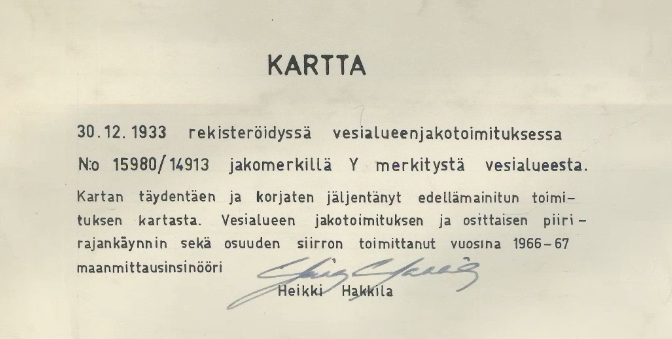 KARTTA
30.12.1933 rekisteröidyssä vesialueenjakotoimituksessa
N:o 15980/14913 jakomerkillä Y merkitystä vesialueesta.
Kartan täydentäen ja korjaten jäljentänyt edellämainitun toimi-
tuksen kartasta. Vesialueen jakotoimituksen ja osittaisen piiri-
rajankäynnin sekä osuuden siirron toimittanut vuosina 1966-67
maanmittausinsinööri
Heikki Hakkila